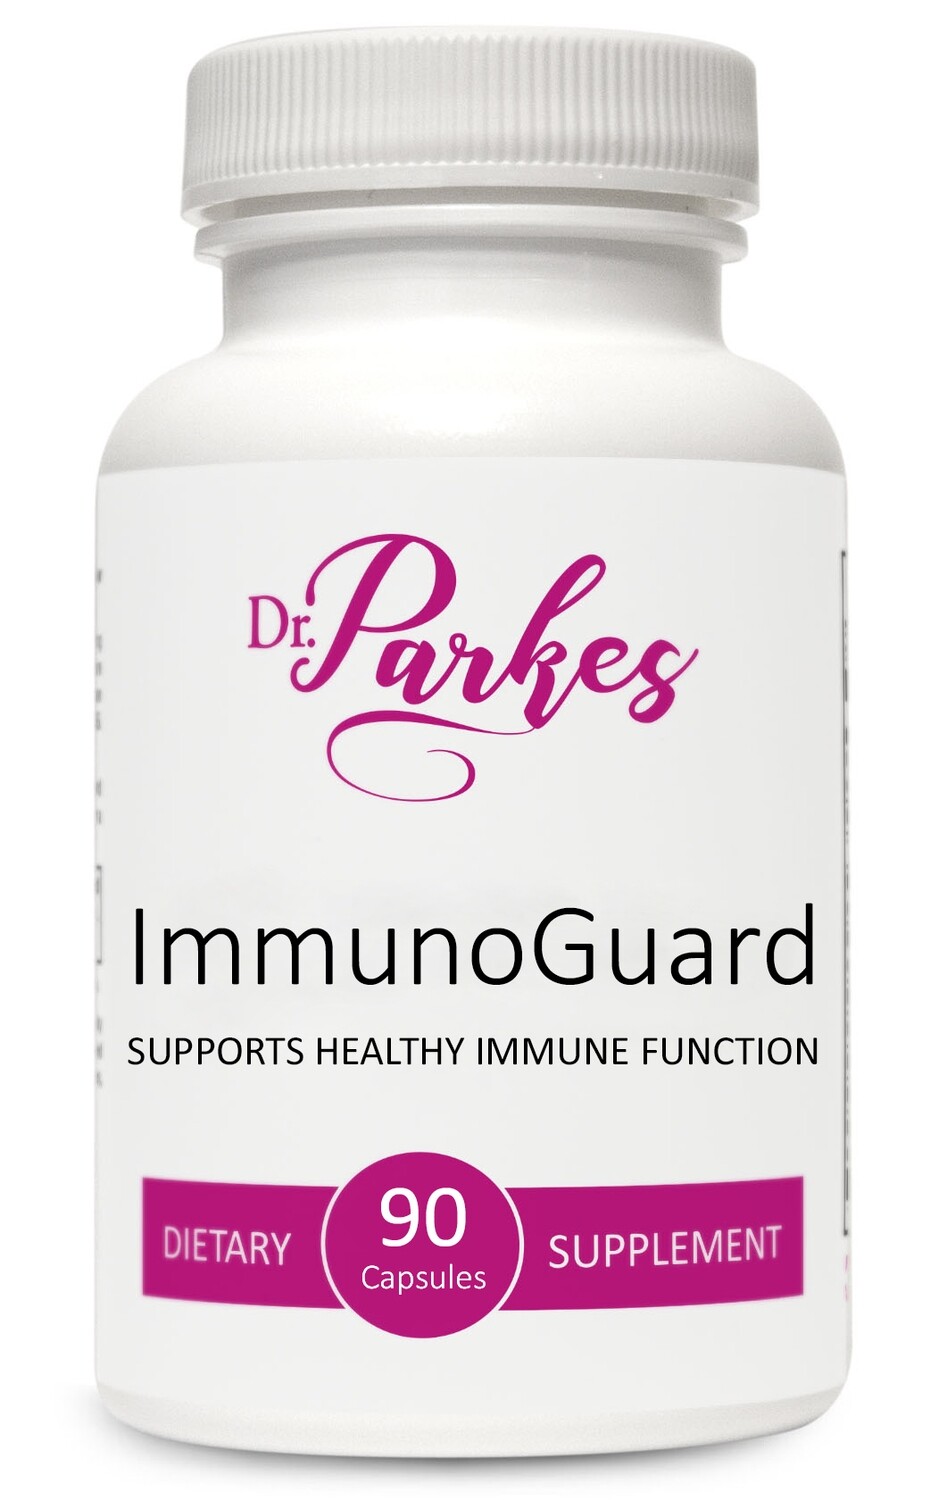 Dr. Parkes
ImmunoGuard
SUPPORTS HEALTHY IMMUNE FUNCTION
DIETARY 90 Capsules SUPPLEMENT